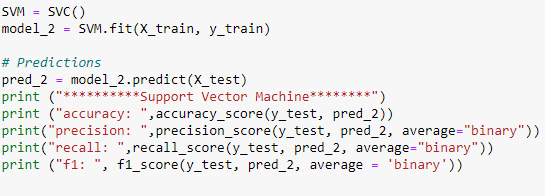 SVM = SVC()
model_2 = SVM.fit(X_train, y_train)
# Predictions
pred_2 = model_2.predict(X_test)
print ("**********Support Vector Machine********")
print ("accuracy: ",accuracy_score(y_test, pred_2))
print("precision: ",precision_score(y_test, pred_2, average="binary"))
print("recall: ",recall_score(y_test, pred_2, average="binary"))
print ("f1: ", f1_score(y_test, pred_2, average = 'binary'))